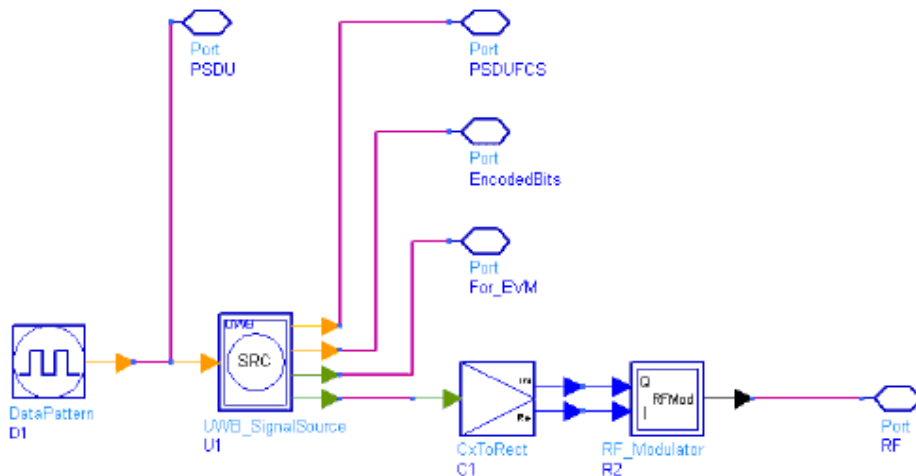 Port
PSDU
Port
PSDUFCS
Port
EncodedBits
Port
For_EVM
UWB
SRC
DataPattern
D1
UWB_SignalSource
U1
Im
Re
CxToRect
C1
Q
I
RFMod
RF_Modulator
R2
Port
RF